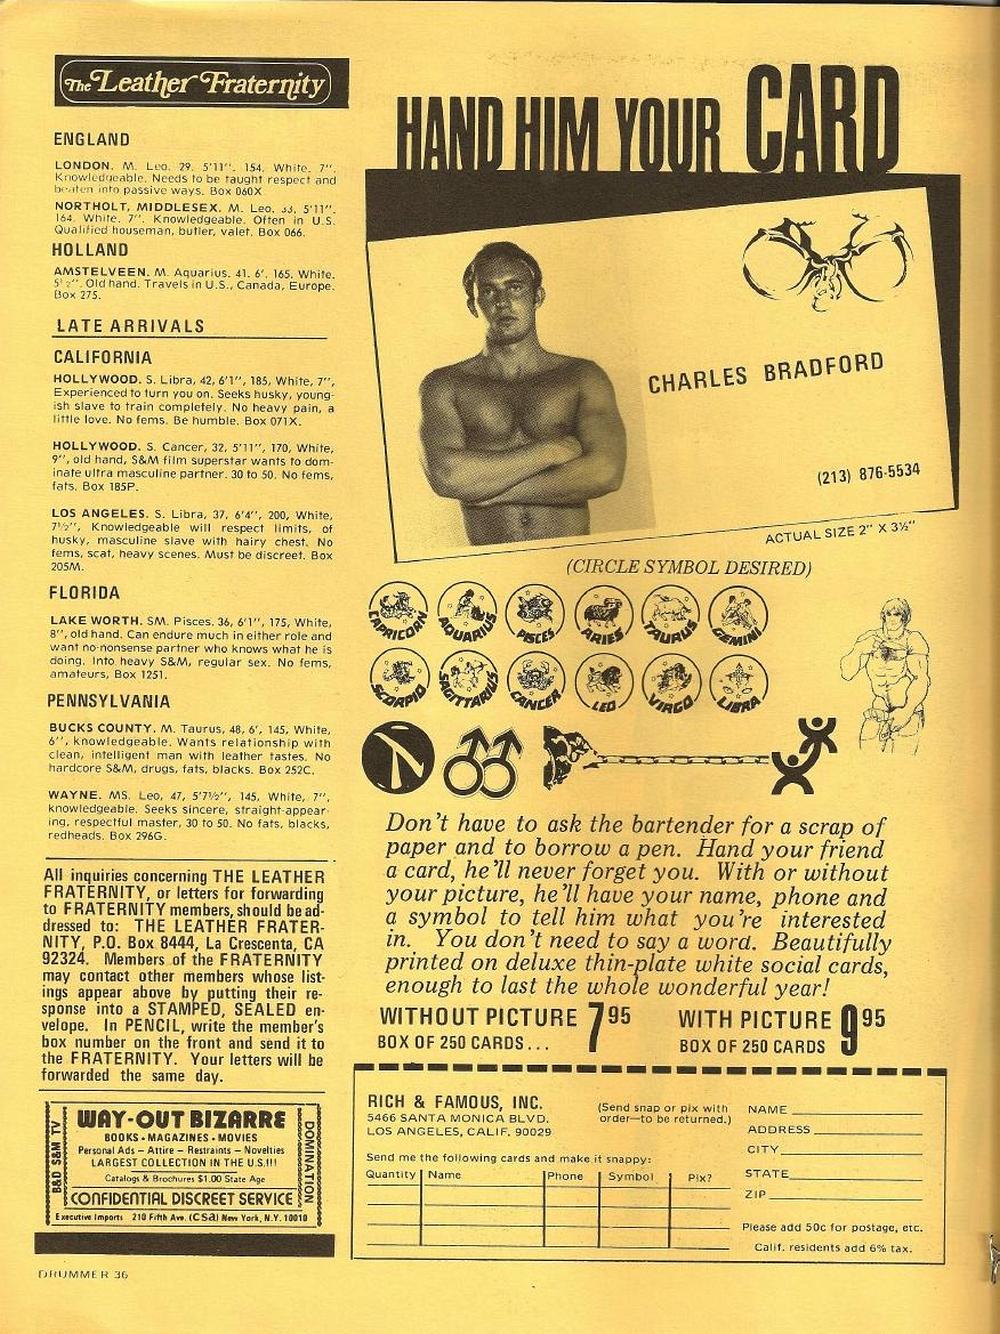 The Leather Fraternity
ENGLAND
LONDON. M. Leo. 29, 5'11", 154, White, 7".
Knowledgeable. Needs to be taught respect and
beaten into passive ways. Box 060X
NORTHOLT, MIDDLESEX. M. Leo, 33, 5'11",
164, White, 7". Knowledgeable. Often in U.S.
Qualified houseman, butler, valet. Box 066.
HOLLAND
AMSTELVEEN. M. Aquarius, 41, 6', 165, White,
5½". Old hand. Travels in U.S., Canada, Europe.
Box 275.
LATE ARRIVALS
CALIFORNIA
HOLLYWOOD. S. Libra, 42, 6'1", 185, White, 7",
Experienced to turn you on. Seeks husky, young-
ish slave to train completely. No heavy pain, a
little love. No fems. Be humble. Box 071X.
HOLLYWOOD. S. Cancer, 32, 5'11", 170, White,
9", old hand, S&M film superstar wants to dom-
inate ultra masculine partner. 30 to 50. No fems,
fats. Box 185P.
LOS ANGELES. S. Libra, 37, 6'4", 200, White,
7½", Knowledgeable will respect limits, of
husky, masculine slave with hairy chest. No
fems, scat, heavy scenes. Must be discreet. Box
205M.
FLORIDA
LAKE WORTH. SM. Pisces. 36, 6'1", 175, White,
8", old hand. Can endure much in either role and
want no-nonsense partner who knows what he is
doing. Into heavy S&M, regular sex. No fems,
amateurs, Box 1251.
PENNSYLVANIA
BUCKS COUNTY. M. Taurus, 48, 6', 145, White,
6", knowledgeable. Wants relationship with
clean, intelligent man with leather tastes. No
hardcore S&M, drugs, fats, blacks. Box 252C.
WAYNE. MS. Leo, 47, 5'7½", 145, White, 7",
knowledgeable. Seeks sincere, straight-appear-
ing, respectful master, 30 to 50. No fats, blacks,
redheads. Box 296G.
All inquiries concerning THE LEATHER
FRATERNITY, or letters for forwarding
to FRATERNITY members, should be ad-
dressed to: THE LEATHER FRATER-
NITY, P.O. Box 8444, La Crescenta, CA
92324. Members of the FRATERNITY
may contact other members whose list-
ings appear above by putting their re-
sponse into a STAMPED, SEALED en-
velope. In PENCIL, write the member's
box number on the front and send it to
the FRATERNITY. Your letters will be
forwarded the same day.
B&D S&M TV
WAY-OUT BIZARRE
BOOKS • MAGAZINES • MOVIES
Personal Ads – Attire – Restraints – Novelties
LARGEST COLLECTION IN THE U.S.!!!
Catalogs & Brochures $1.00 State Age
CONFIDENTIAL DISCREET SERVICE
Executive Imports 210 Fifth Ave. (CSA) New York, N.Y. 10010
DOMINATION
DRUMMER 36
HAND HIM YOUR CARD
CHARLES BRADFORD
(213) 876-5534
ACTUAL SIZE 2" X 3½"
(CIRCLE SYMBOL DESIRED)
CAPRICORN AQUARIUS PISCES ARIES TAURUS GEMINI
SCORPIO SAGITTARIUS CANCER LEO VIRGO LIBRA
Don't have to ask the bartender for a scrap of
paper and to borrow a pen. Hand your friend
a card, he'll never forget you. With or without
your picture, he'll have your name, phone and
a symbol to tell him what you're interested
in. You don't need to say a word. Beautifully
printed on deluxe thin-plate white social cards,
enough to last the whole wonderful year!
WITHOUT PICTURE 7 95
BOX OF 250 CARDS...
WITH PICTURE 9 95
BOX OF 250 CARDS
RICH & FAMOUS, INC.
5466 SANTA MONICA BLVD.
LOS ANGELES, CALIF. 90029
(Send snap or pix with
order—to be returned.)
Send me the following cards and make it snappy:
Quantity Name Phone Symbol Pix?
NAME
ADDRESS
CITY
STATE
ZIP
Please add 50c for postage, etc.
Calif. residents add 6% tax.